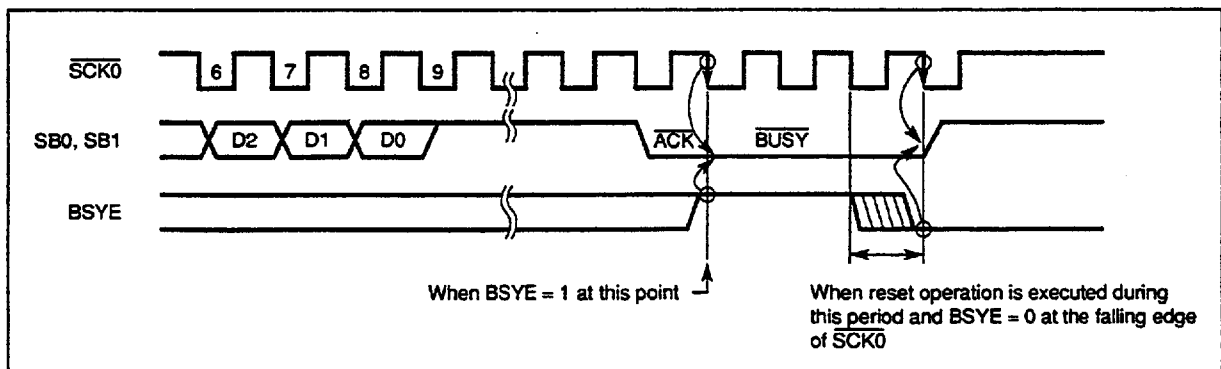 SCK0
6 7 8 9
SB0, SB1
D2 D1 D0 ACK BUSY
BSYE
When BSYE = 1 at this point
When reset operation is executed during
this period and BSYE = 0 at the falling edge
of SCK0